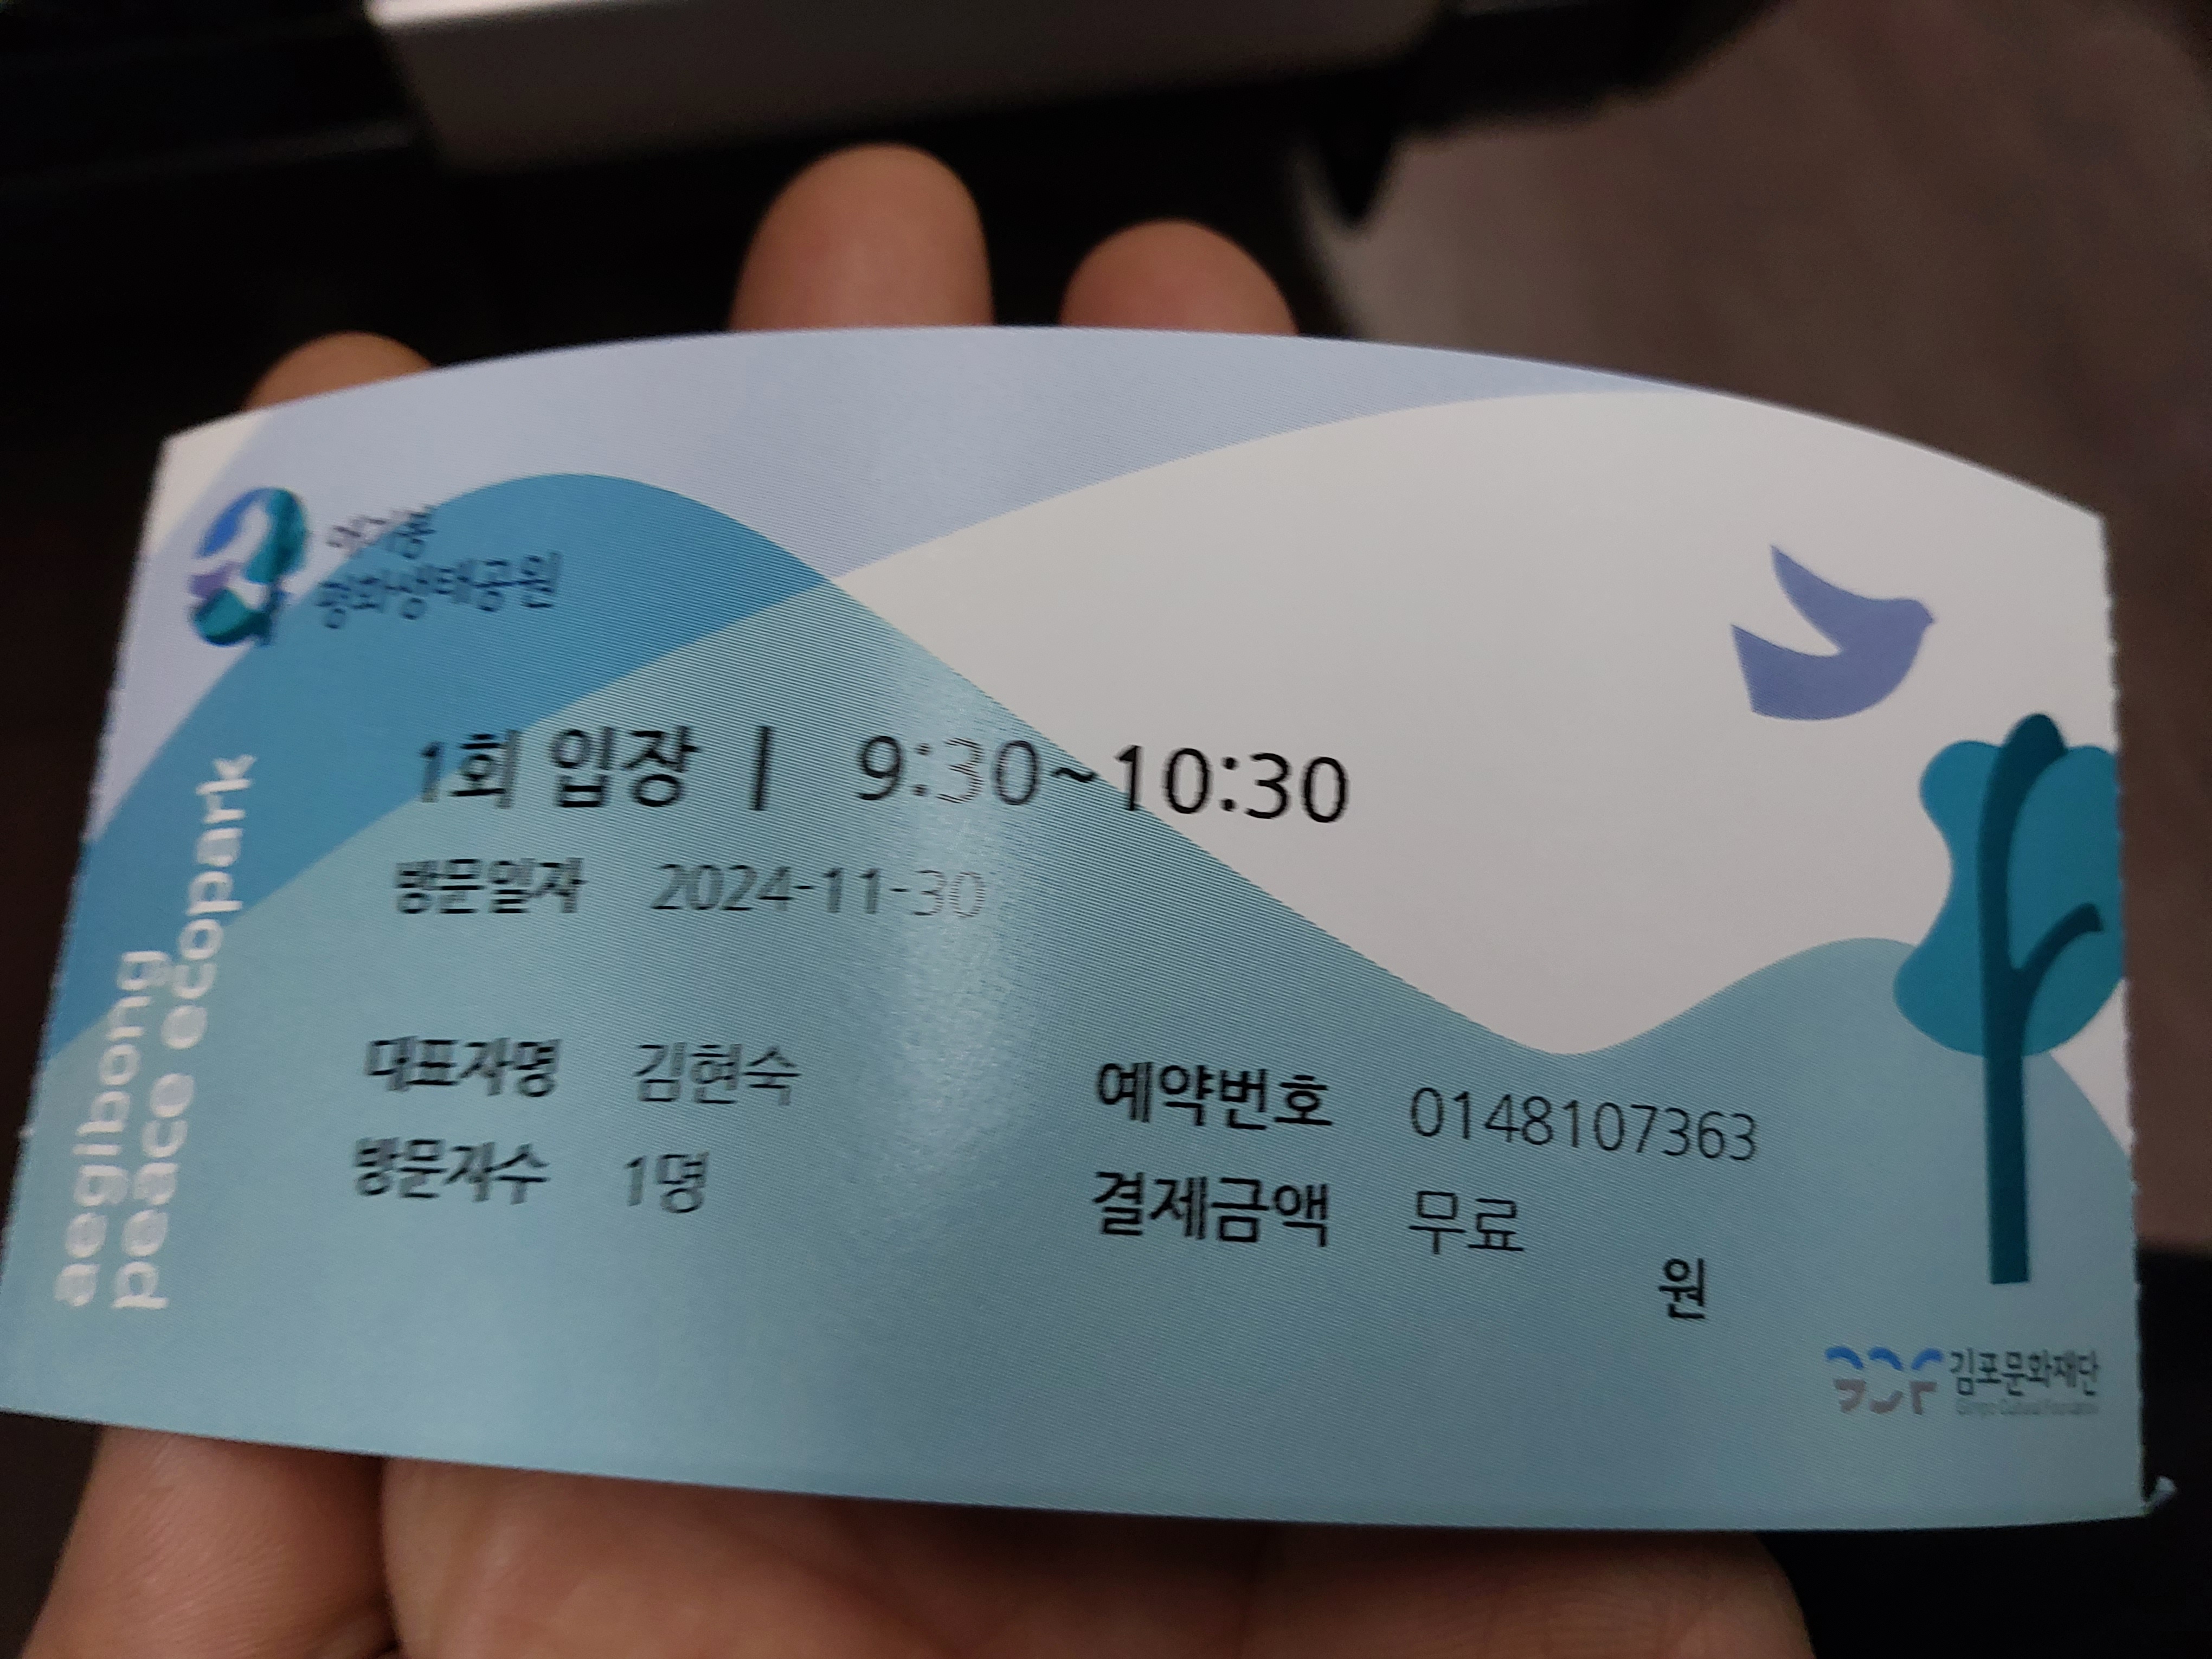 애기봉
평화생태공원
aegibong
peace ecopark
1회 입장 | 9:30~10:30
방문일자 2024-11-30
대표자명 김현숙
방문자수 1명
예약번호 0148107363
결제금액 무료
원
김포문화재단
Gimpo Cultural Foundation